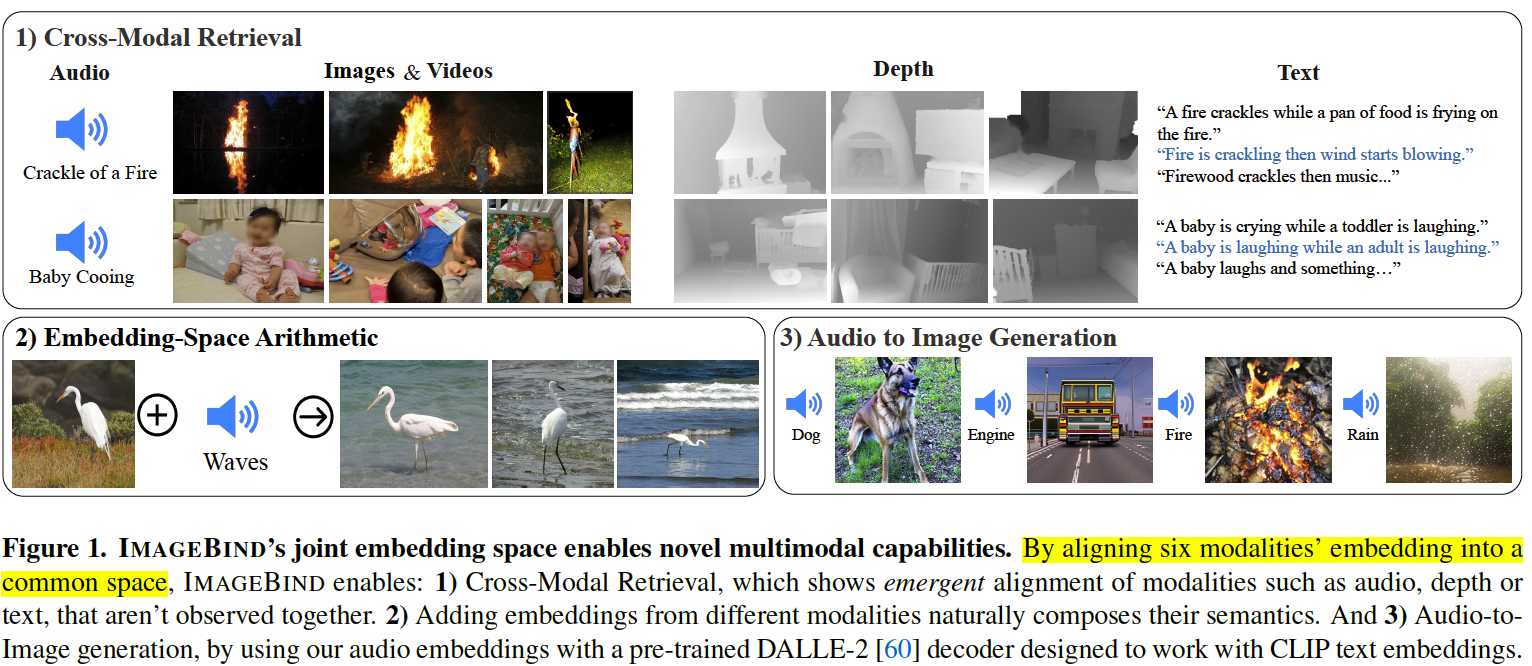 1) Cross-Modal Retrieval
Audio
Images & Videos
Depth
Text
Crackle of a Fire
“A fire crackles while a pan of food is frying on
the fire.”
“Fire is crackling then wind starts blowing.”
“Firewood crackles then music...”
Baby Cooing
“A baby is crying while a toddler is laughing.”
“A baby is laughing while an adult is laughing.”
“A baby laughs and something…”
2) Embedding-Space Arithmetic
Waves
3) Audio to Image Generation
Dog
Engine
Fire
Rain
Figure 1. IMAGEBIND’s joint embedding space enables novel multimodal capabilities. By aligning six modalities’ embedding into a
common space, IMAGEBIND enables: 1) Cross-Modal Retrieval, which shows emergent alignment of modalities such as audio, depth or
text, that aren’t observed together. 2) Adding embeddings from different modalities naturally composes their semantics. And 3) Audio-to-
Image generation, by using our audio embeddings with a pre-trained DALLE-2 [60] decoder designed to work with CLIP text embeddings.